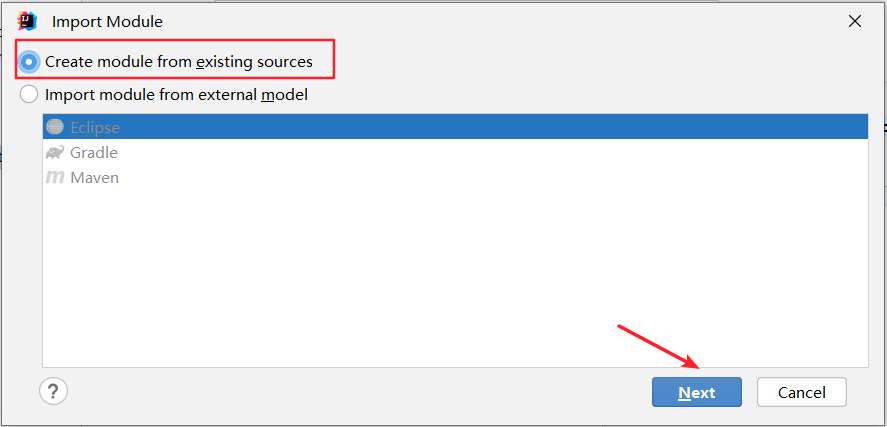 Import Module
Create module from existing sources
Import module from external model
Eclipse
Gradle
Maven
?
Next
Cancel